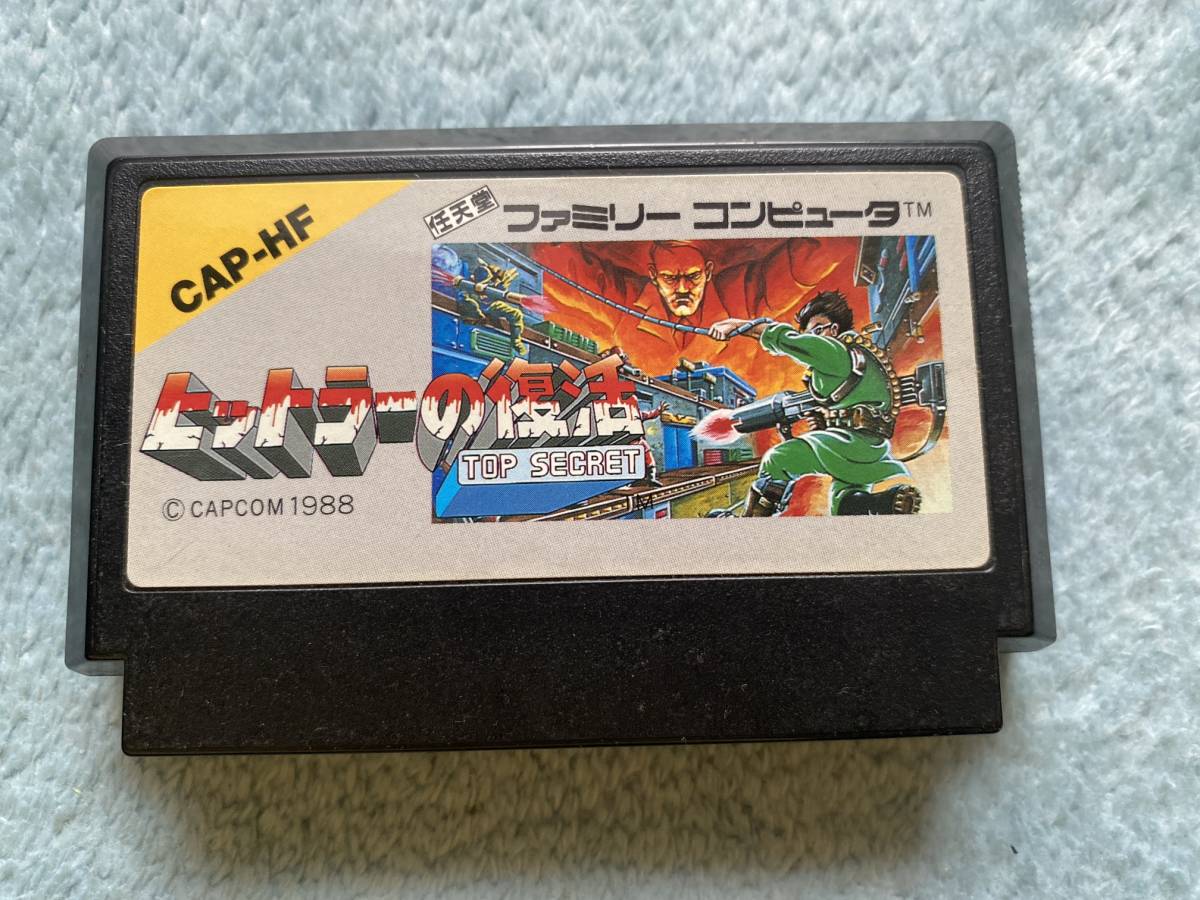 CAP-HF
任天堂
ファミリー コンピュータ™
ヒットラーの復活
TOP SECRET
© CAPCOM 1988
M